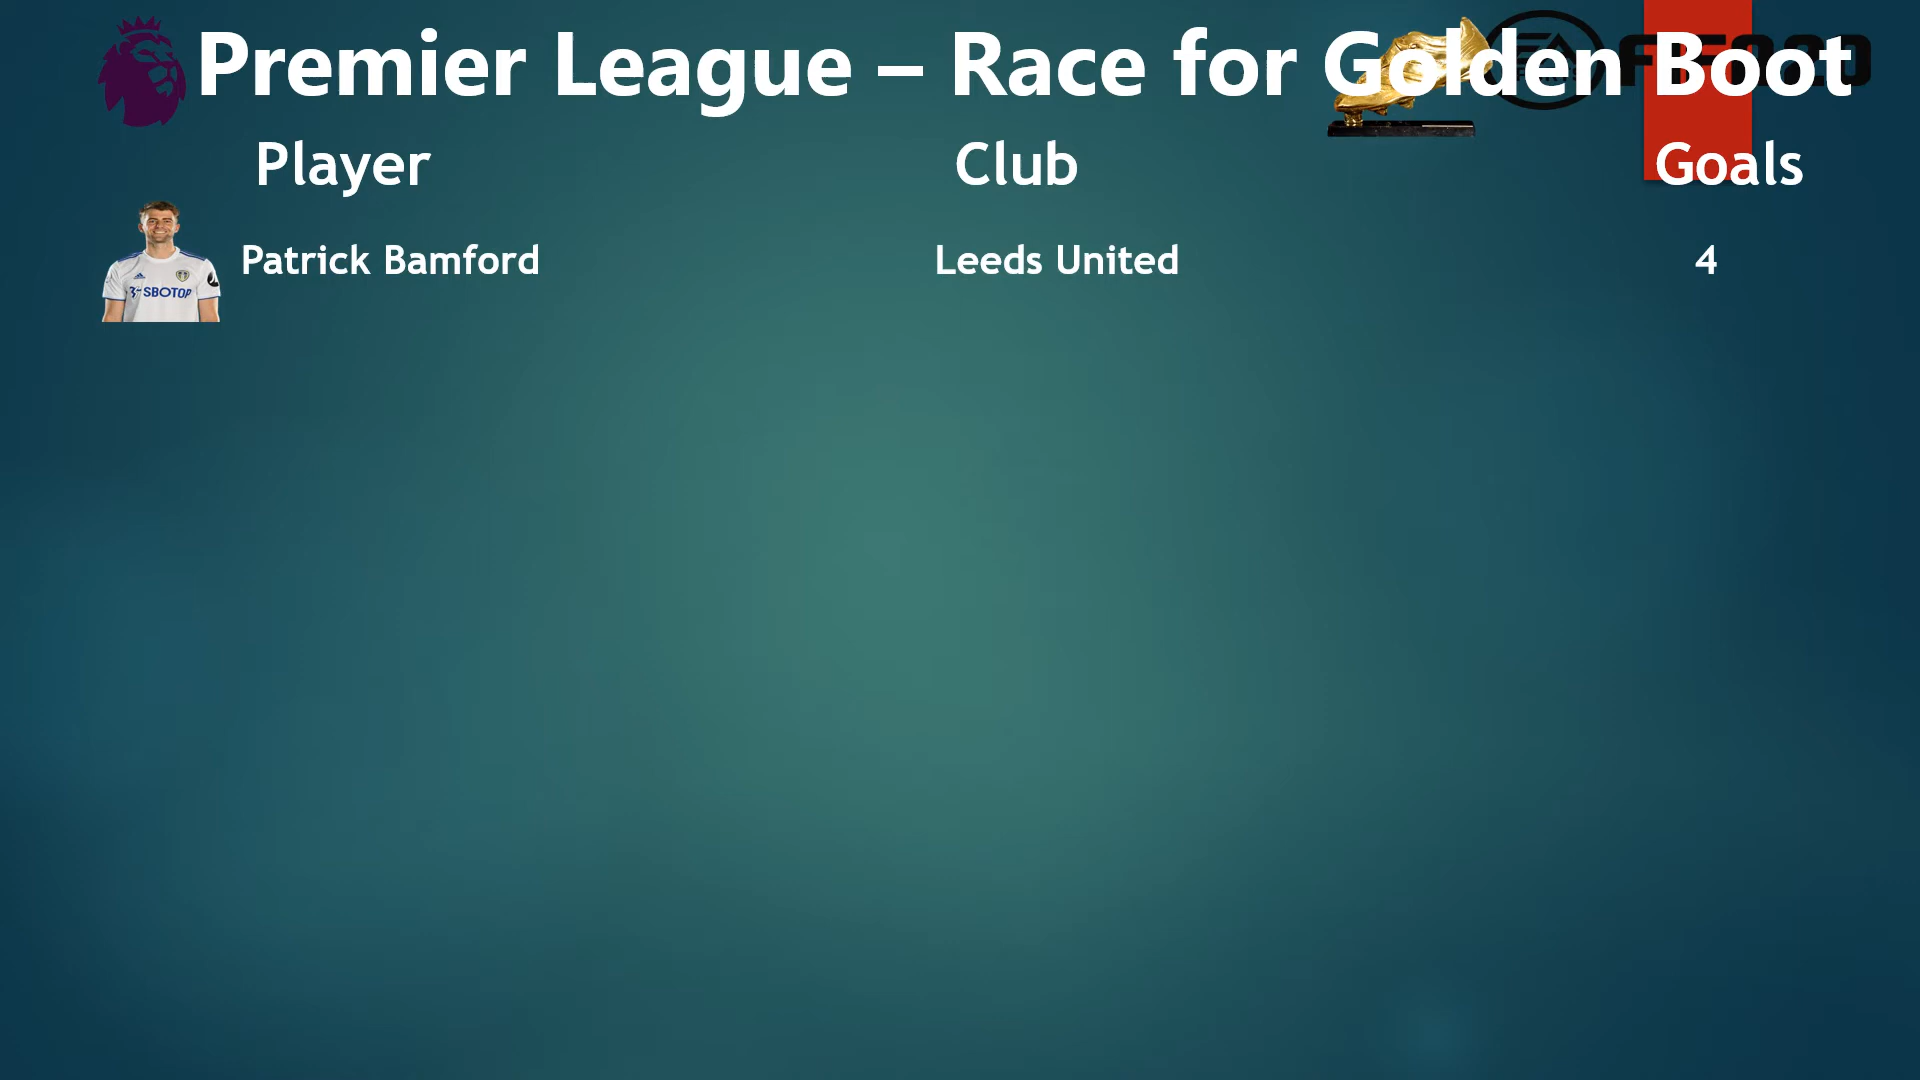 Premier League – Race for Golden Boot
Player Club Goals
Patrick Bamford Leeds United 4
SBOTOP